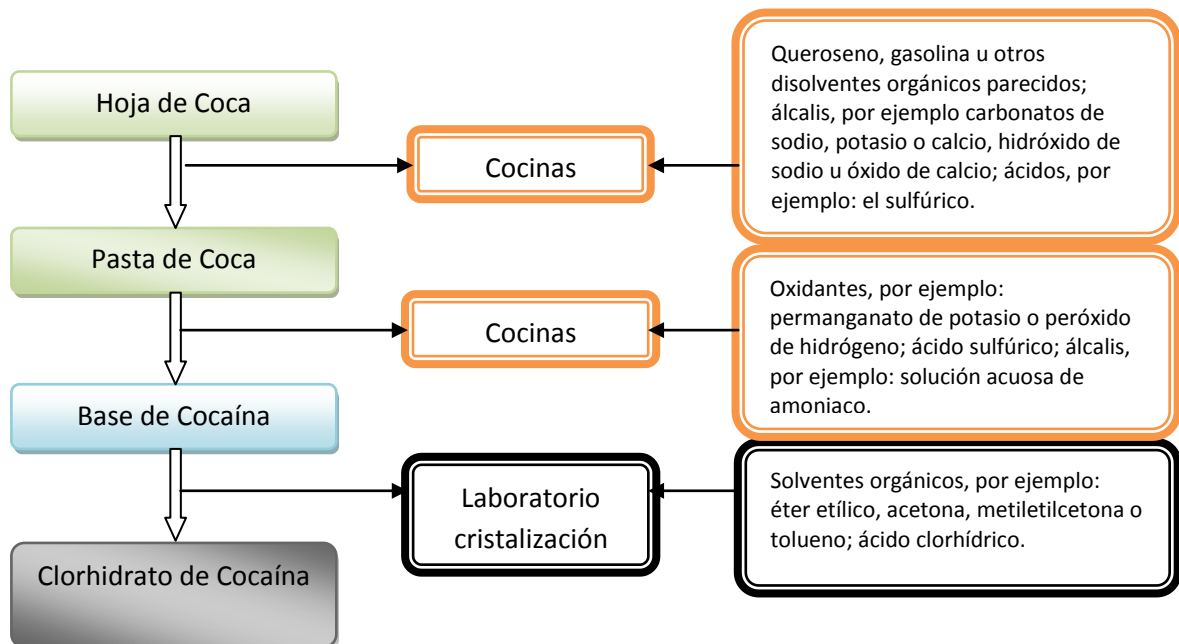 Hoja de Coca
Cocinas
Queroseno, gasolina u otros
disolventes orgánicos parecidos;
álcalis, por ejemplo carbonatos de
sodio, potasio o calcio, hidróxido de
sodio u óxido de calcio; ácidos, por
ejemplo: el sulfúrico.
Pasta de Coca
Cocinas
Oxidantes, por ejemplo:
permanganato de potasio o peróxido
de hidrógeno; ácido sulfúrico; álcalis,
por ejemplo: solución acuosa de
amoniaco.
Base de Cocaína
Laboratorio
cristalización
Solventes orgánicos, por ejemplo:
éter etílico, acetona, metiletilcetona o
tolueno; ácido clorhídrico.
Clorhidrato de Cocaína